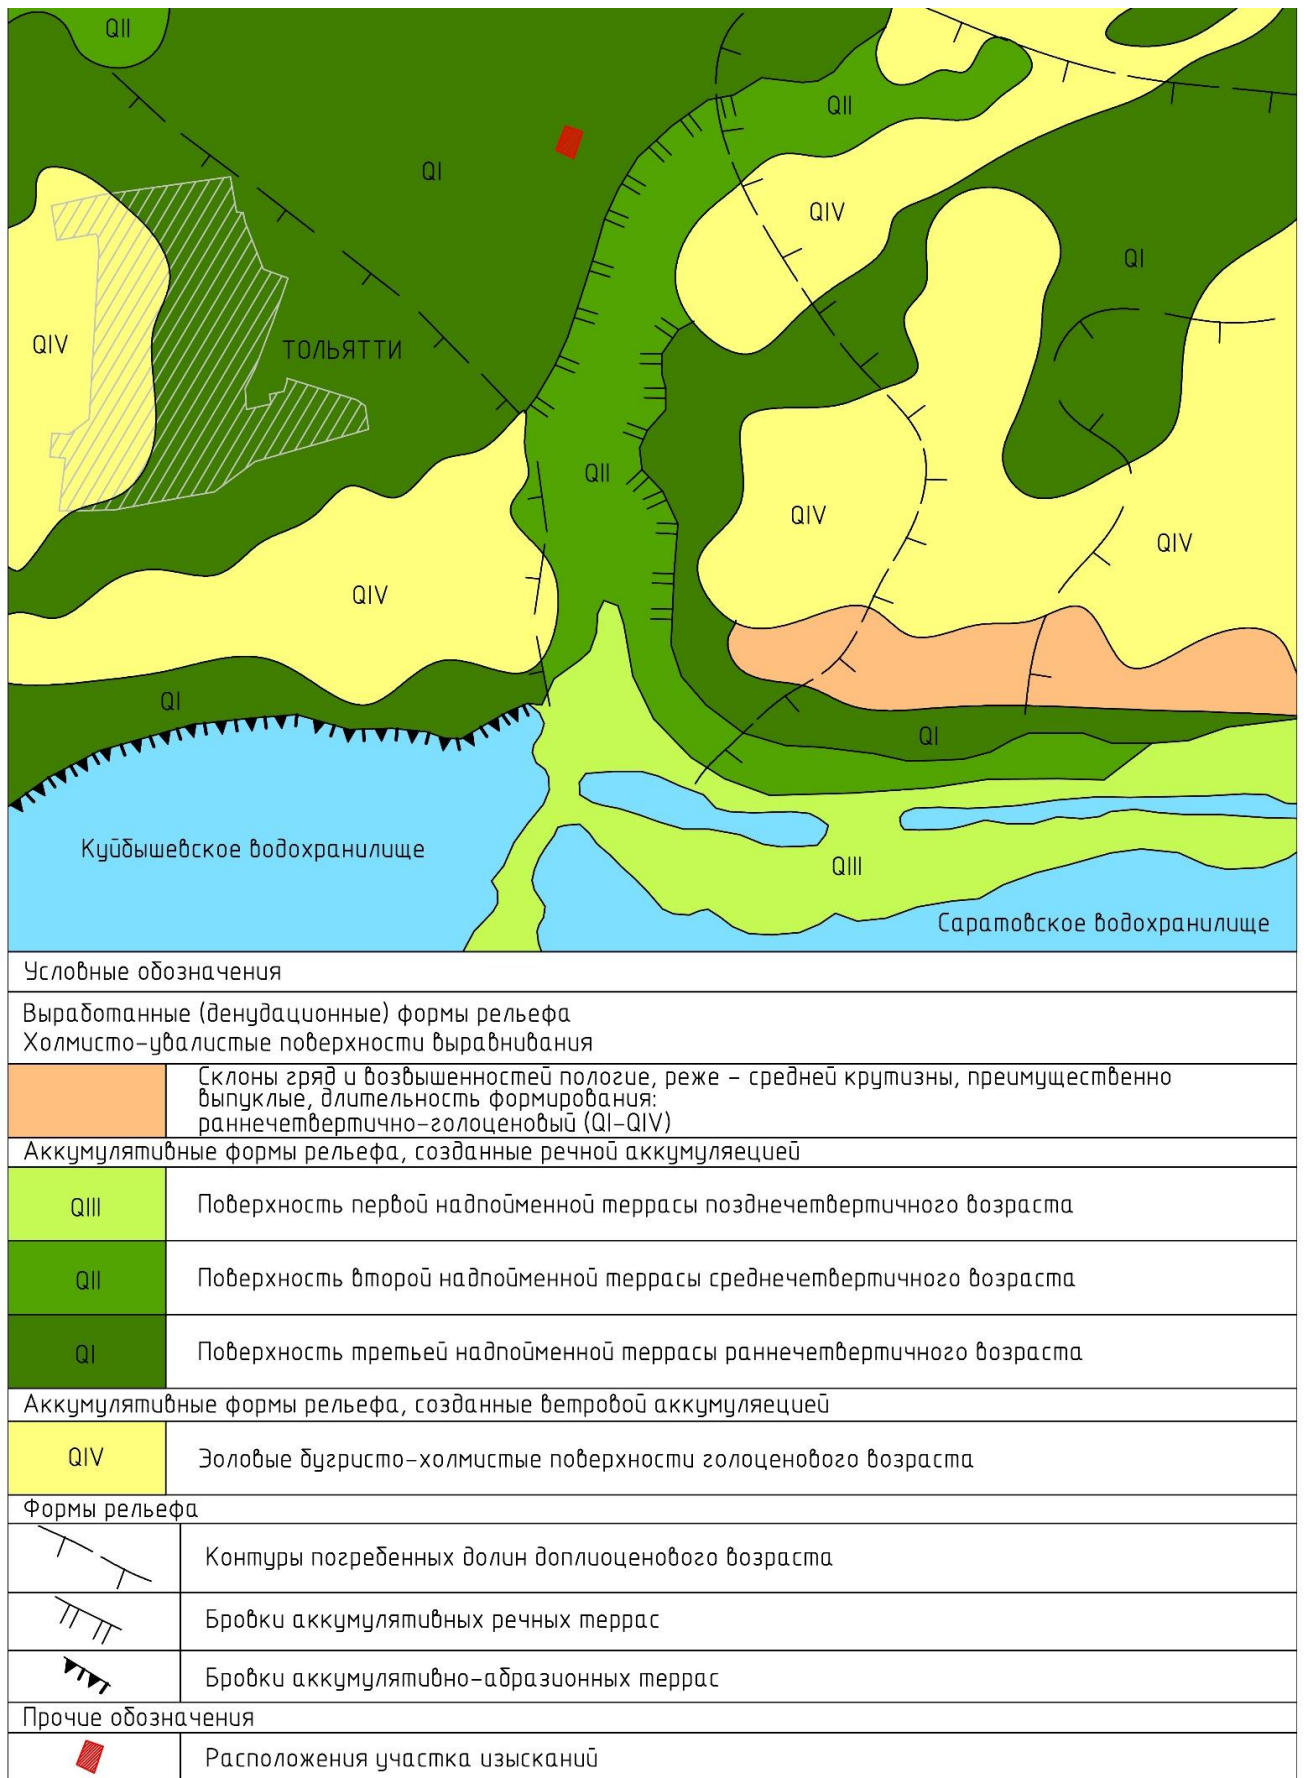 QII
QII
QI
QIV
QI
QIV
ТОЛЬЯТТИ
QII
QIV
QIV
QIV
QI
QI
Куйбышевское водохранилище
QIII
Саратовское водохранилище
Условные обозначения
Выработанные (денудационные) формы рельефа
Холмисто-увалистые поверхности выравнивания
Склоны гряд и возвышенностей пологие, реже - средней крутизны, преимущественно
выпуклые, длительность формирования:
раннечетвертично-голоценовый (QI-QIV)
Аккумулятивные формы рельефа, созданные речной аккумуляецией
QIII
Поверхность первой надпойменной террасы позднечетвертичного возраста
QII
Поверхность второй надпойменной террасы среднечетвертичного возраста
QI
Поверхность третьей надпойменной террасы раннечетвертичного возраста
Аккумулятивные формы рельефа, созданные ветровой аккумуляецией
QIV
Эоловые бугристо-холмистые поверхности голоценового возраста
Формы рельефа
Контуры погребенных долин доплиоценового возраста
Бровки аккумулятивных речных террас
Бровки аккумулятивно-абразионных террас
Прочие обозначения
Расположения участка изысканий